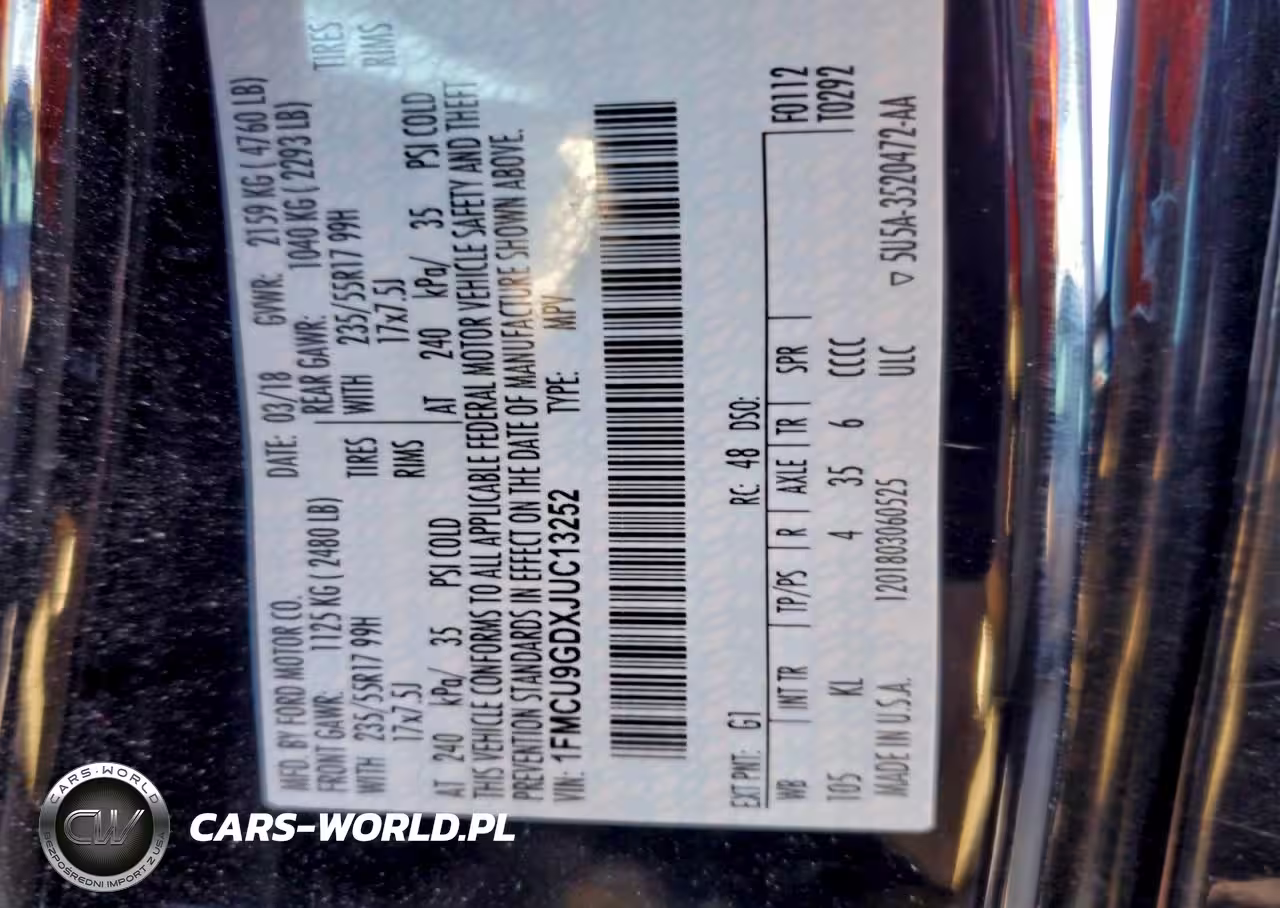 MFD. BY FORD MOTOR CO.
DATE: 03/18 GVWR: 2159 KG ( 4760 LB)
FRONT GAWR: 1125 KG ( 2480 LB)
REAR GAWR: 1040 KG ( 2293 LB)
WITH 235/55R17 99H TIRES
WITH 235/55R17 99H TIRES
17x7.5J RIMS
17x7.5J RIMS
AT 240 kPa/ 35 PSI COLD
AT 240 kPa/ 35 PSI COLD
THIS VEHICLE CONFORMS TO ALL APPLICABLE FEDERAL MOTOR VEHICLE SAFETY AND THEFT
PREVENTION STANDARDS IN EFFECT ON THE DATE OF MANUFACTURE SHOWN ABOVE.
VIN: 1FMCU9GDXJUC13252 TYPE: MPV
EXT PNT: G1 RC: 48 DSO:
WB INT TR TP/PS R AXLE TR SPR F0112
105 KL 4 35 6 CCCC T0292
MADE IN U.S.A. 1201803060525 ULC ▽ 5U5A-3520472-AA
CARS-WORLD
CW
BEZPOŚREDNI IMPORT Z USA
CARS-WORLD.PL